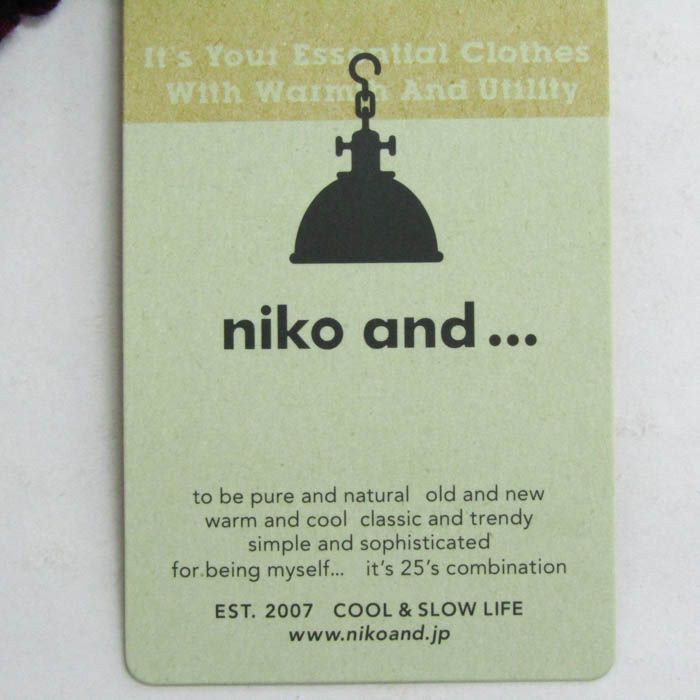 It's Your Essential Clothes
With Warmth And Utility
niko and ...
to be pure and natural old and new
warm and cool classic and trendy
simple and sophisticated
for being myself... it's 25's combination
EST. 2007 COOL & SLOW LIFE
www.nikoand.jp